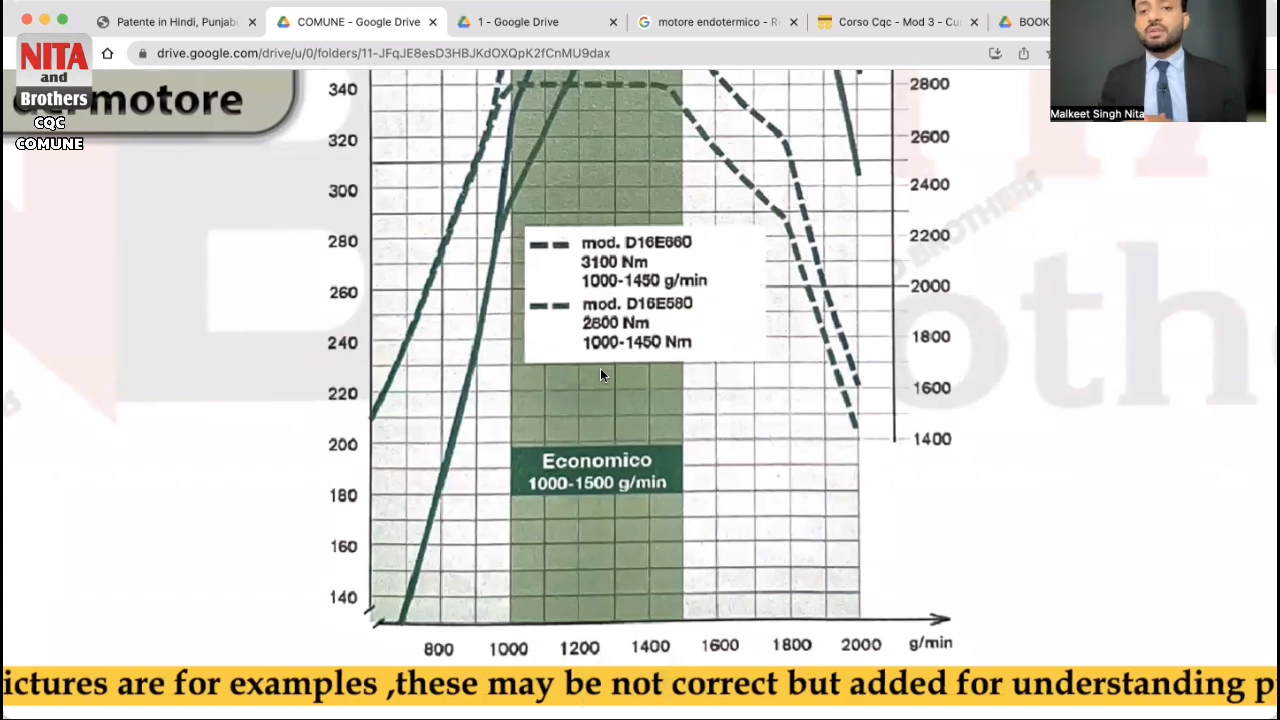 Patente in Hindi, Punjabi
COMUNE - Google Drive
1 - Google Drive
motore endotermico - Ri
Corso Cqc - Mod 3 - Cu
BOOK
drive.google.com/drive/u/0/folders/11-JFqJE8esD3HBJKdOXQpK2fCnMU9dax
NITA
and
Brothers
CQC
COMUNE
motore
Malkeet Singh Nita
340
320
300
280
260
240
220
200
180
160
140
2800
2600
2400
2200
2000
1800
1600
1400
mod. D16E660
3100 Nm
1000-1450 g/min
mod. D16E580
2800 Nm
1000-1450 Nm
Economico
1000-1500 g/min
800 1000 1200 1400 1600 1800 2000 g/min
BROTHERS
oth
ictures are for examples ,these may be not correct but added for understanding p